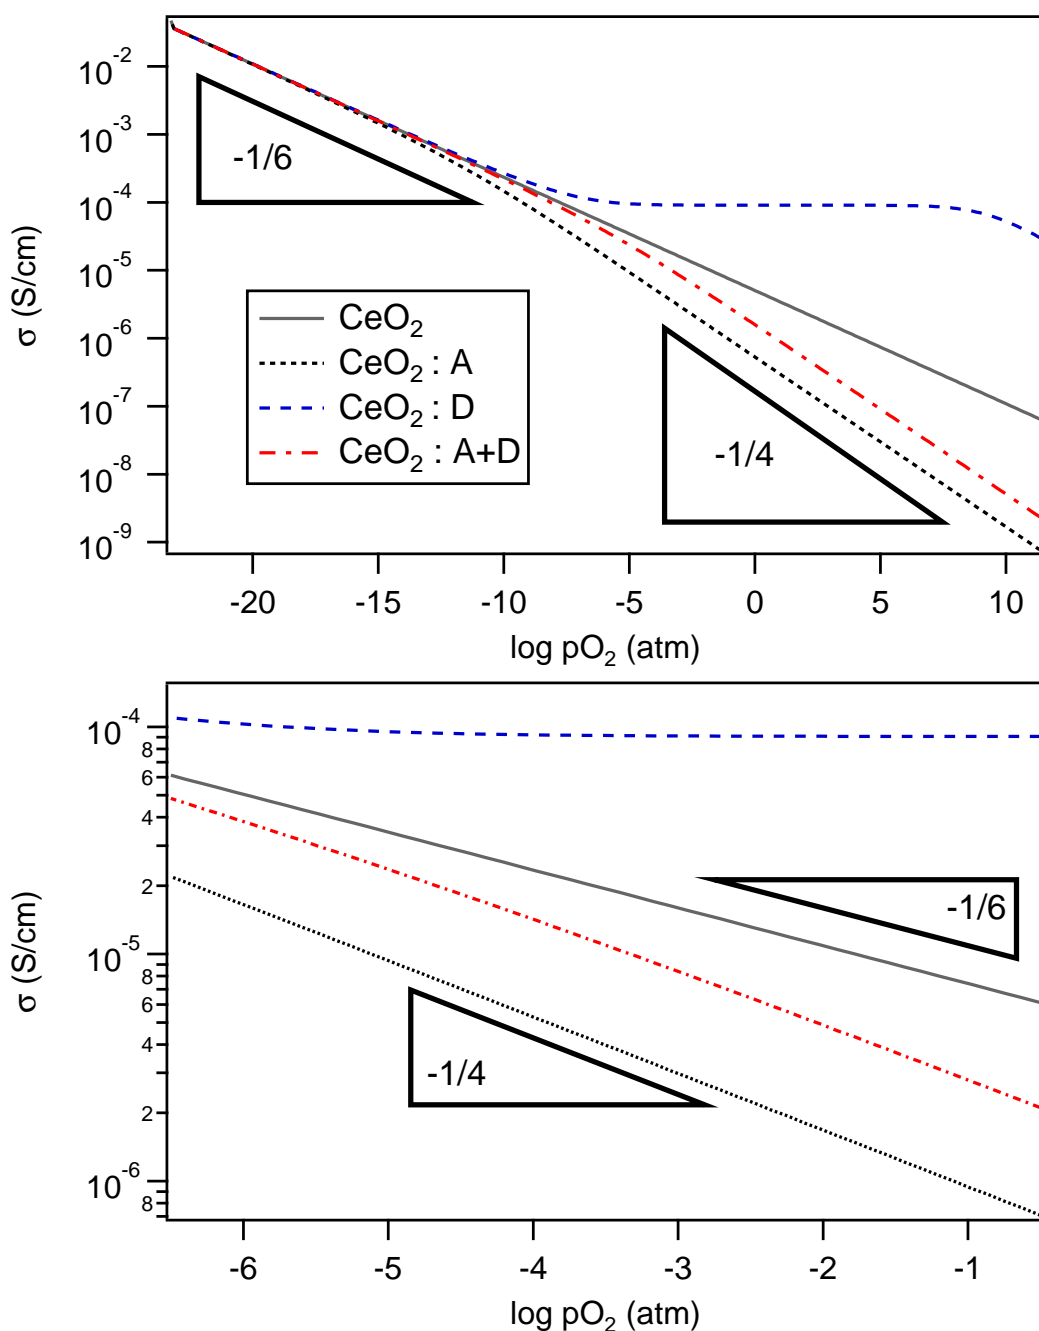 10⁻²
10⁻³
10⁻⁴
10⁻⁵
10⁻⁶
10⁻⁷
10⁻⁸
10⁻⁹
σ (S/cm)
-1/6
CeO₂
CeO₂ : A
CeO₂ : D
CeO₂ : A+D
-1/4
-20 -15 -10 -5 0 5 10
log pO₂ (atm)
10⁻⁴
8
6
4
2
10⁻⁵
8
6
4
2
10⁻⁶
8
σ (S/cm)
-1/6
-1/4
-6 -5 -4 -3 -2 -1
log pO₂ (atm)